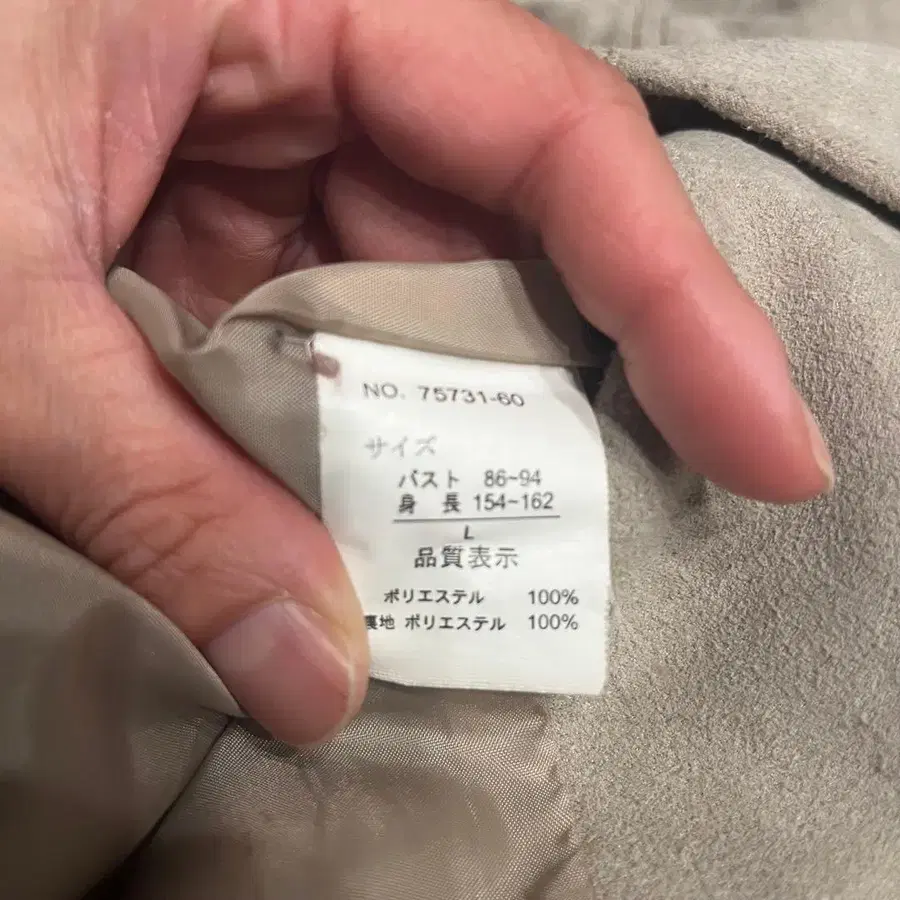 NO. 75731-60
サイズ
バスト 86~94
身 長 154~162
L
品質表示
ポリエステル 100%
裏地 ポリエステル 100%